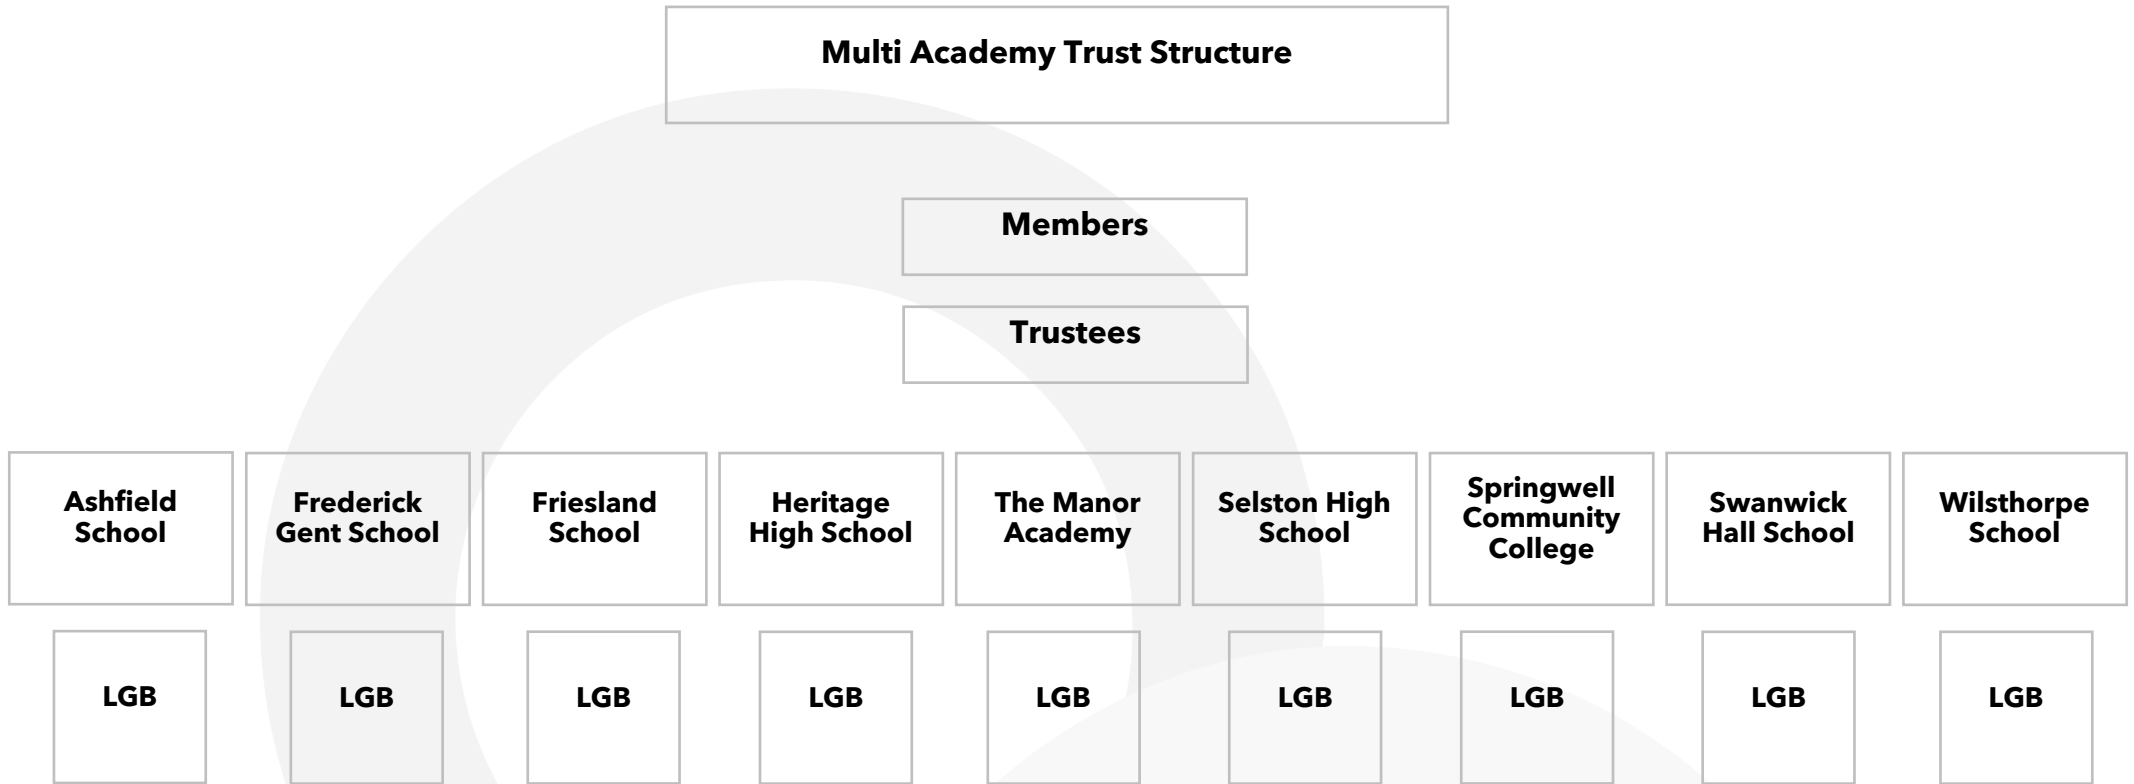 Multi Academy Trust Structure
Members
Trustees
Ashfield
School
Frederick
Gent School
Friesland
School
Heritage
High School
The Manor
Academy
Selston High
School
Springwell
Community
College
Swanwick
Hall School
Wilsthorpe
School
LGB
LGB
LGB
LGB
LGB
LGB
LGB
LGB
LGB